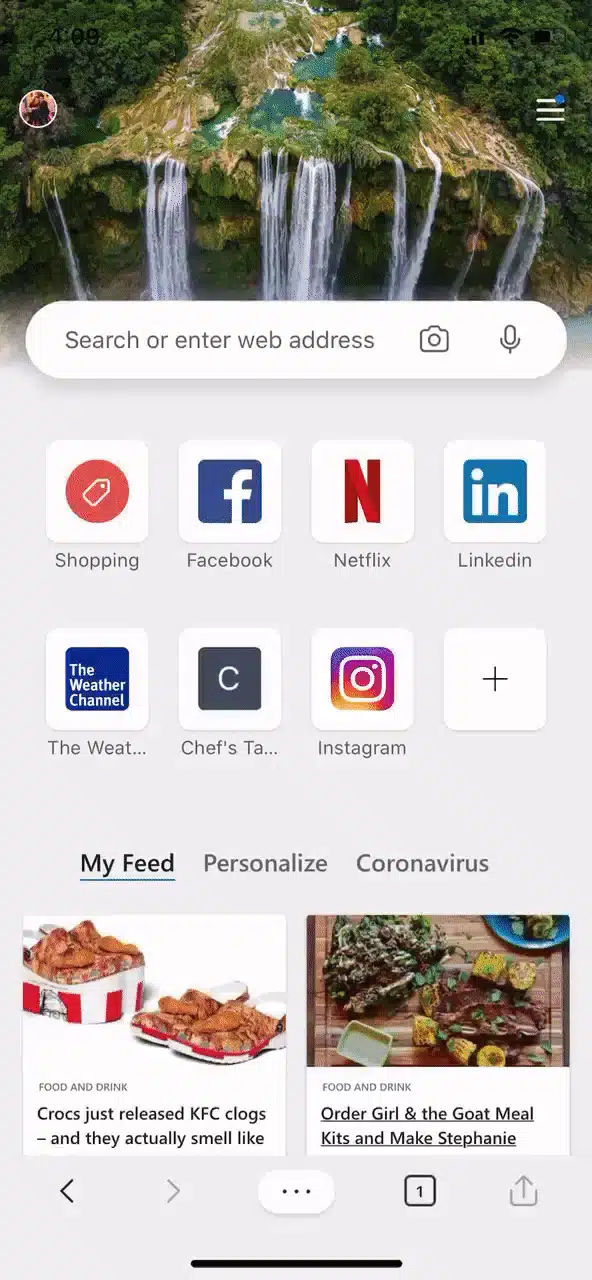 4:09
Search or enter web address
Shopping
Facebook
Netflix
Linkedin
in
The
Weather
Channel
C
The Weat...
Chef's Ta...
Instagram
My Feed
Personalize
Coronavirus
FOOD AND DRINK
Crocs just released KFC clogs
– and they actually smell like
FOOD AND DRINK
Order Girl & the Goat Meal
Kits and Make Stephanie
1